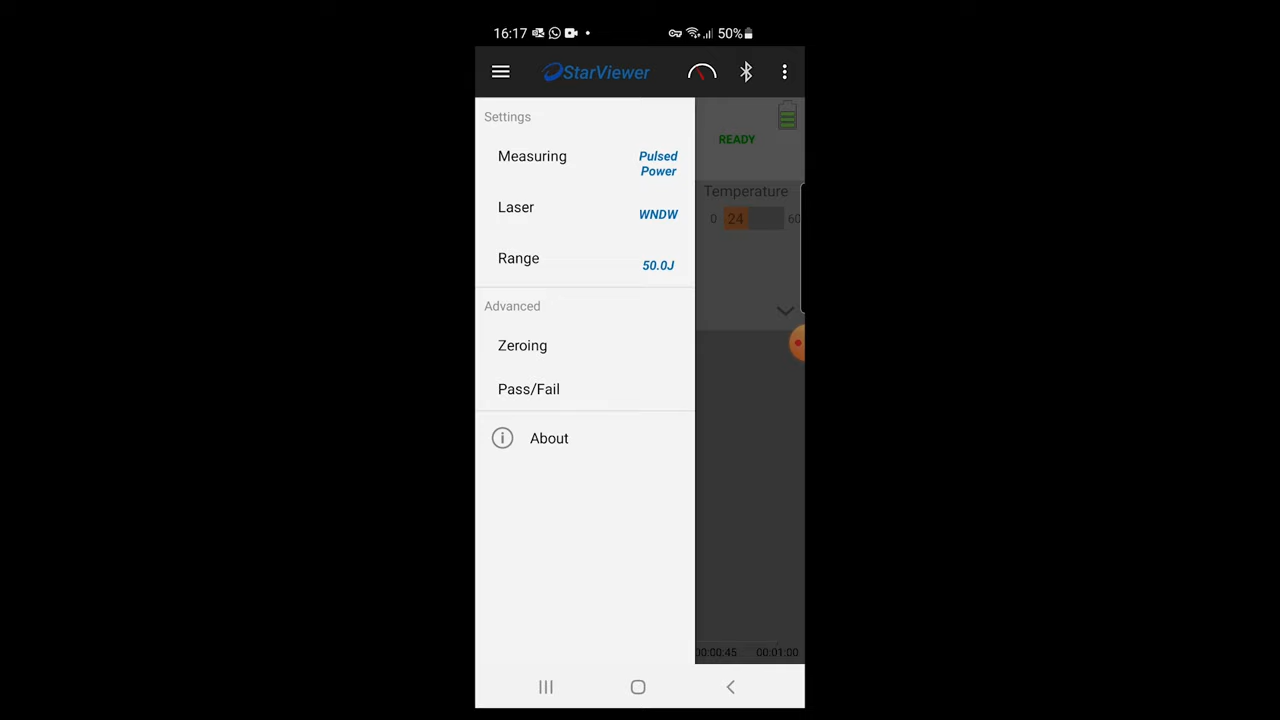 16:17 50%
StarViewer
Settings
READY
Measuring Pulsed Power
Temperature
Laser WNDW
0 24 60
Range 50.0J
Advanced
Zeroing
Pass/Fail
About
00:00:45 00:01:00